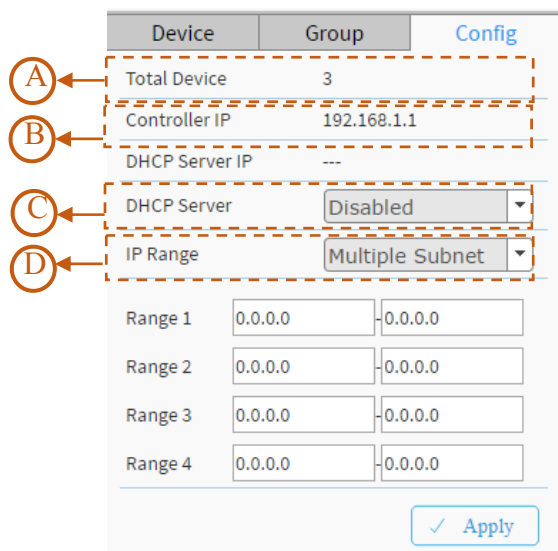 Device Group Config
A Total Device 3
B Controller IP 192.168.1.1
DHCP Server IP ---
C DHCP Server Disabled
D IP Range Multiple Subnet
Range 1 0.0.0.0 - 0.0.0.0
Range 2 0.0.0.0 - 0.0.0.0
Range 3 0.0.0.0 - 0.0.0.0
Range 4 0.0.0.0 - 0.0.0.0
✓ Apply